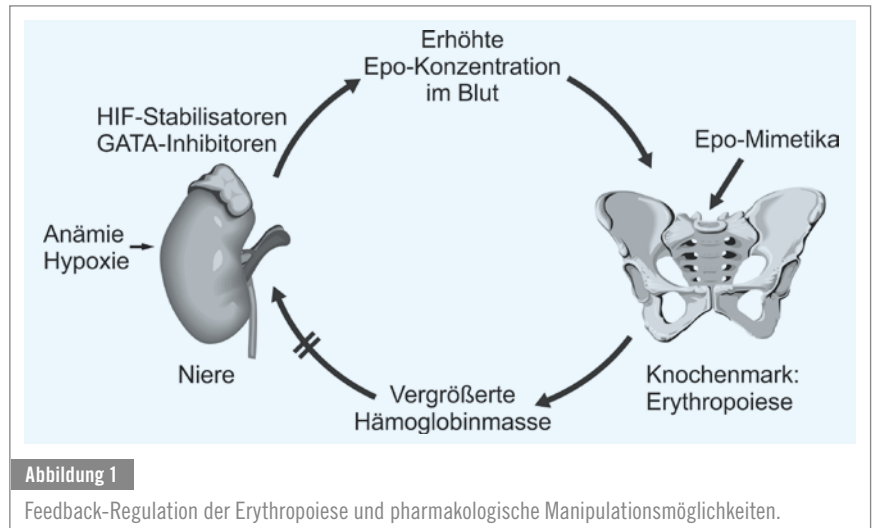 Erhöhte
Epo-Konzentration
im Blut
HIF-Stabilisatoren
GATA-Inhibitoren
Epo-Mimetika
Anämie
Hypoxie
Niere
Vergrößerte
Hämoglobinmasse
Knochenmark:
Erythropoiese
Abbildung 1
Feedback-Regulation der Erythropoiese und pharmakologische Manipulationsmöglichkeiten.